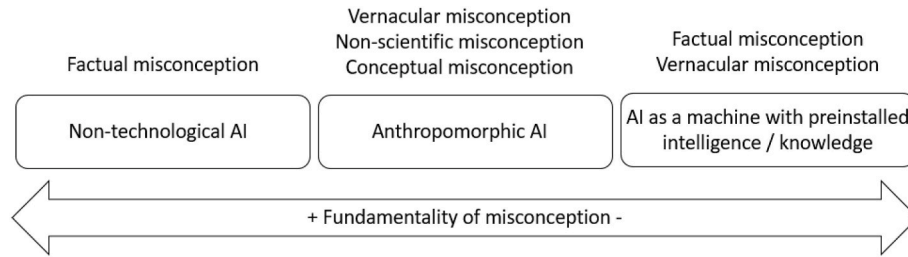 Factual misconception
Vernacular misconception
Non-scientific misconception
Conceptual misconception
Factual misconception
Vernacular misconception
Non-technological AI
Anthropomorphic AI
AI as a machine with preinstalled
intelligence / knowledge
+ Fundamentality of misconception -